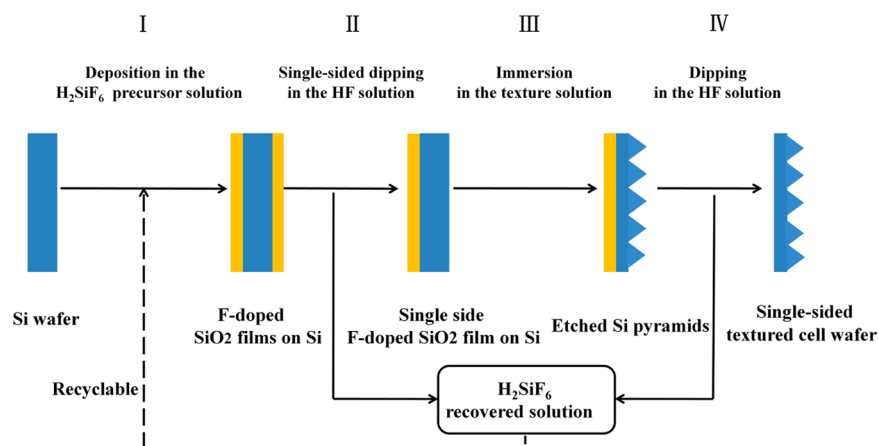 I
II
III
IV
Deposition in the
H₂SiF₆ precursor solution
Single-sided dipping
in the HF solution
Immersion
in the texture solution
Dipping
in the HF solution
Si wafer
F-doped
SiO2 films on Si
Single side
F-doped SiO2 film on Si
Etched Si pyramids
Single-sided
textured cell wafer
Recyclable
H₂SiF₆
recovered solution